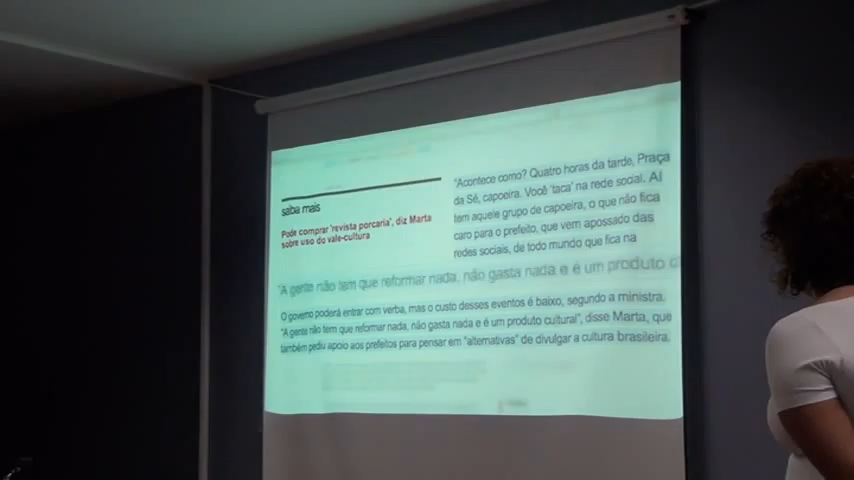 saba mais
Pode comprar 'revista porcaria', diz Marta
sobre uso do vale-cultura
"Acontece como? Quatro horas da tarde, Praça
da Sé, capoeira. Você 'taca' na rede social. Aí
tem aquele grupo de capoeira, o que não fica
caro para o prefeito, que vem apossado das
redes sociais, de todo mundo que fica na
"A gente não tem que reformar nada, não gasta nada e é um produto c
O governo poderá entrar com verba, mas o custo desses eventos é baixo, segundo a ministra.
"A gente não tem que reformar nada, não gasta nada e é um produto cultural", disse Marta, que
também pediu apoio aos prefeitos para pensar em "alternativas" de divulgar a cultura brasileira.